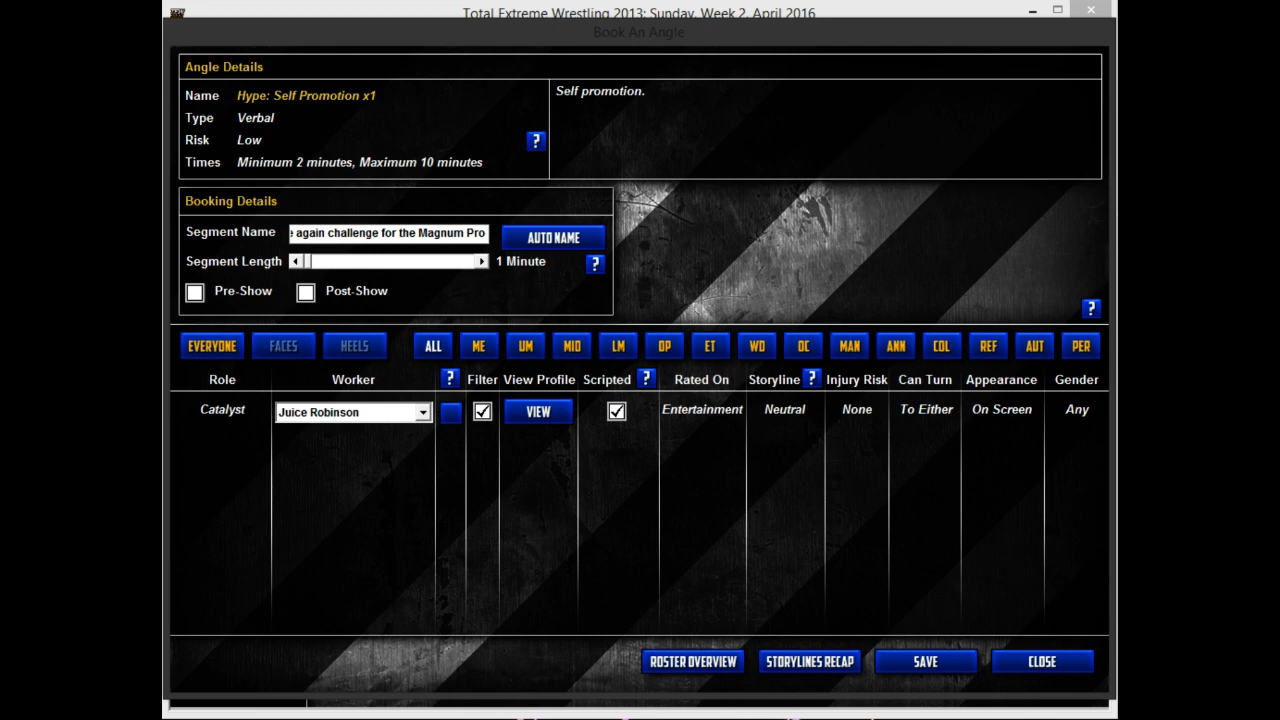 Total Extreme Wrestling 2013: Sunday, Week 2, April 2016
Book An Angle
Angle Details
Name Hype: Self Promotion x1
Type Verbal
Risk Low ?
Times Minimum 2 minutes, Maximum 10 minutes
Self promotion.
Booking Details
Segment Name again challenge for the Magnum Pro AUTO NAME
Segment Length 1 Minute ?
Pre-Show Post-Show
?
EVERYONE FACES HEELS ALL ME UM MID LM OP ET WO OC MAN ANN COL REF AUT PER
Role Worker ? Filter View Profile Scripted ? Rated On Storyline ? Injury Risk Can Turn Appearance Gender
Catalyst Juice Robinson VIEW Entertainment Neutral None To Either On Screen Any
ROSTER OVERVIEW STORYLINES RECAP SAVE CLOSE